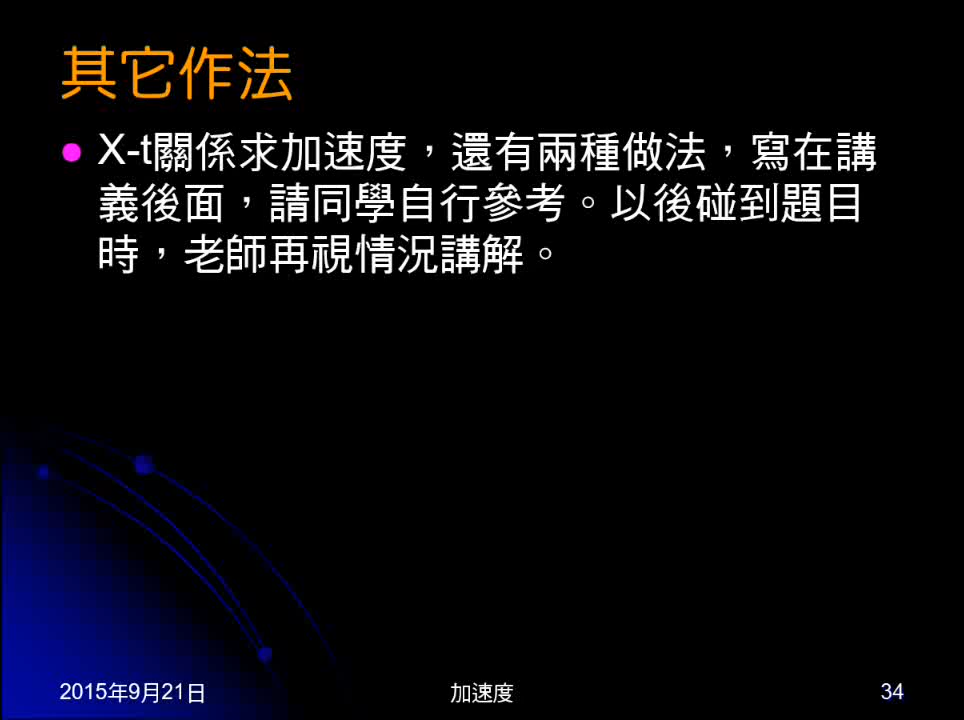 其它作法
X-t關係求加速度，還有兩種做法，寫在講
義後面，請同學自行參考。以後碰到題目
時，老師再視情況講解。
2015年9月21日
加速度
34